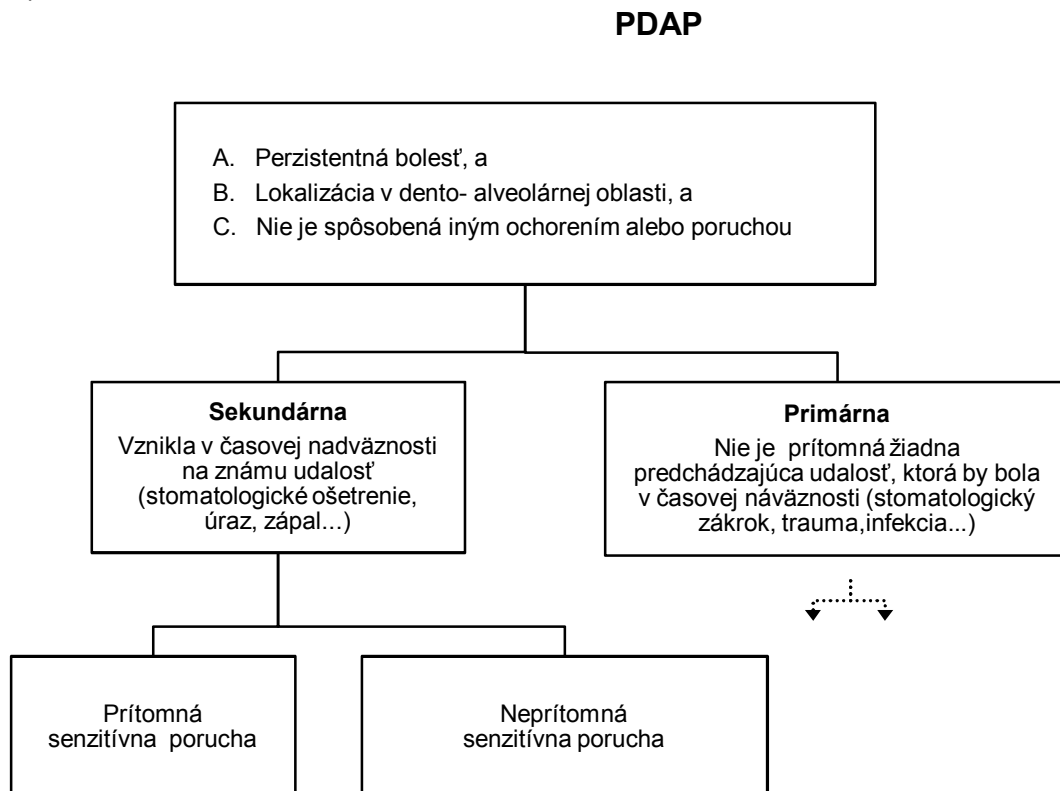 PDAP
A. Perzistentná bolesť, a
B. Lokalizácia v dento- alveolárnej oblasti, a
C. Nie je spôsobená iným ochorením alebo poruchou
Sekundárna
Vznikla v časovej nadväznosti
na známu udalosť
(stomatologické ošetrenie,
úraz, zápal...)
Primárna
Nie je prítomná žiadna
predchádzajúca udalosť, ktorá by bola
v časovej náväznosti (stomatologický
zákrok, trauma,infekcia...)
Prítomná
senzitívna porucha
Neprítomná
senzitívna porucha